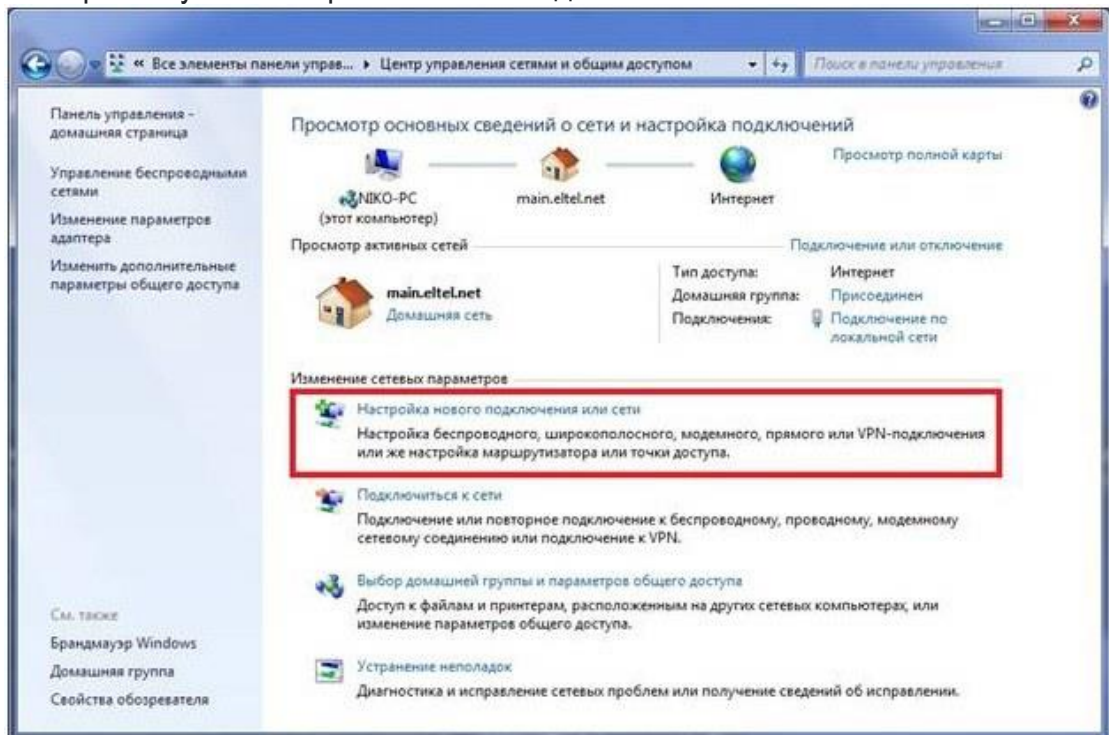 « Все элементы панели управ... ▸ Центр управления сетями и общим доступом
Поиск в панели управления
Панель управления -
домашняя страница
Управление беспроводными
сетями
Изменение параметров
адаптера
Изменить дополнительные
параметры общего доступа
Просмотр основных сведений о сети и настройка подключений
Просмотр полной карты
NIKO-PC
(этот компьютер)
main.eltel.net
Интернет
Просмотр активных сетей
Подключение или отключение
main.eltel.net
Домашняя сеть
Тип доступа: Интернет
Домашняя группа: Присоединен
Подключения: Подключение по
локальной сети
Изменение сетевых параметров
Настройка нового подключения или сети
Настройка беспроводного, широкополосного, модемного, прямого или VPN-подключения
или же настройка маршрутизатора или точки доступа.
Подключиться к сети
Подключение или повторное подключение к беспроводному, проводному, модемному
сетевому соединению или подключение к VPN.
Выбор домашней группы и параметров общего доступа
Доступ к файлам и принтерам, расположенным на других сетевых компьютерах, или
изменение параметров общего доступа.
Устранение неполадок
Диагностика и исправление сетевых проблем или получение сведений об исправлении.
См. также
Брандмауэр Windows
Домашняя группа
Свойства обозревателя